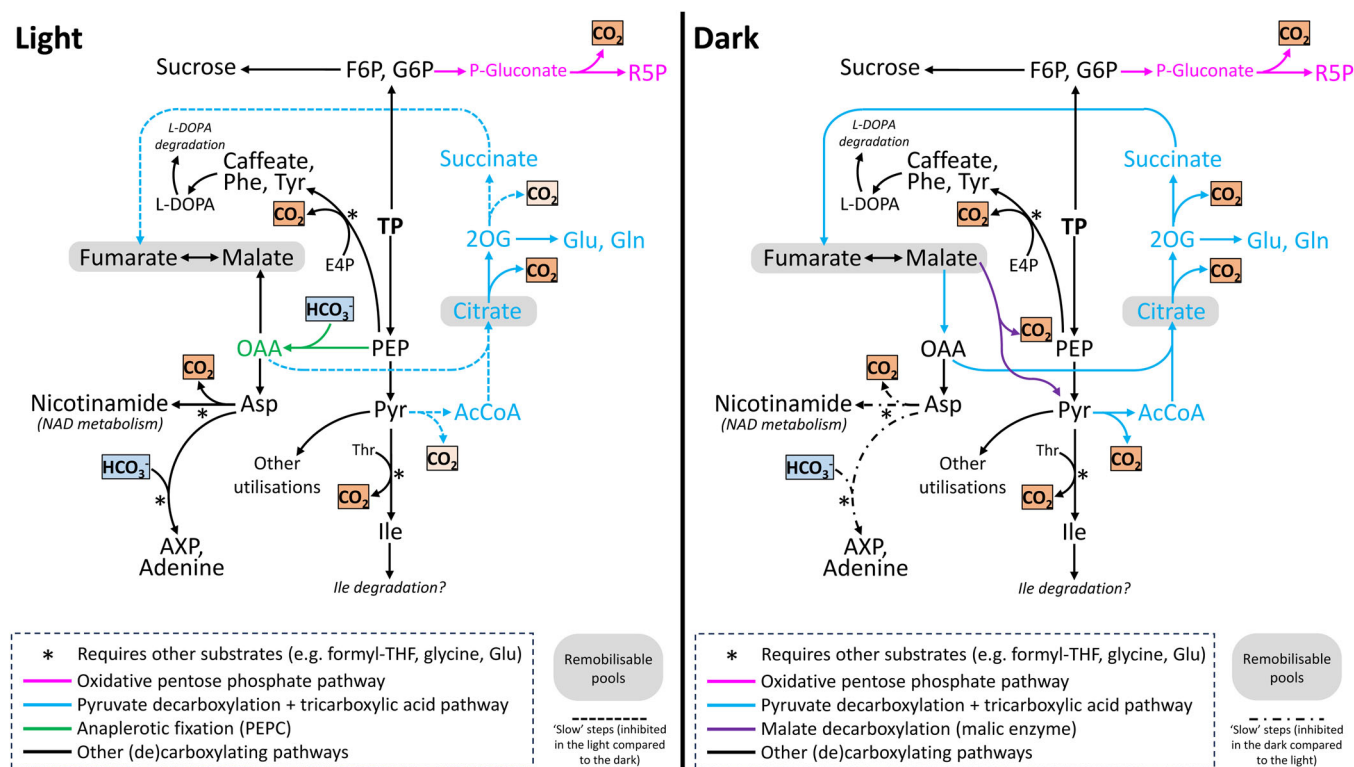 Light
CO2
Sucrose
F6P, G6P
P-Gluconate
R5P
L-DOPA
degradation
Caffeate,
Phe, Tyr
L-DOPA
CO2
*
E4P
TP
Succinate
CO2
2OG
Glu, Gln
CO2
Fumarate
Malate
Citrate
HCO3-
OAA
PEP
CO2
Nicotinamide
(NAD metabolism)
*
Asp
Pyr
AcCoA
CO2
HCO3-
*
Other
utilisations
Thr
*
CO2
Ile
AXP,
Adenine
Ile degradation?
* Requires other substrates (e.g. formyl-THF, glycine, Glu)
Oxidative pentose phosphate pathway
Pyruvate decarboxylation + tricarboxylic acid pathway
Anaplerotic fixation (PEPC)
Other (de)carboxylating pathways
Remobilisable
pools
‘Slow’ steps (inhibited
in the light compared
to the dark)
Dark
CO2
Sucrose
F6P, G6P
P-Gluconate
R5P
L-DOPA
degradation
Caffeate,
Phe, Tyr
L-DOPA
CO2
*
E4P
TP
Succinate
CO2
2OG
Glu, Gln
CO2
Fumarate
Malate
Citrate
CO2
OAA
PEP
CO2
Nicotinamide
(NAD metabolism)
*
Asp
Pyr
AcCoA
CO2
HCO3-
*
Other
utilisations
Thr
*
CO2
Ile
AXP,
Adenine
Ile degradation?
* Requires other substrates (e.g. formyl-THF, glycine, Glu)
Oxidative pentose phosphate pathway
Pyruvate decarboxylation + tricarboxylic acid pathway
Malate decarboxylation (malic enzyme)
Other (de)carboxylating pathways
Remobilisable
pools
‘Slow’ steps (inhibited
in the dark compared
to the light)